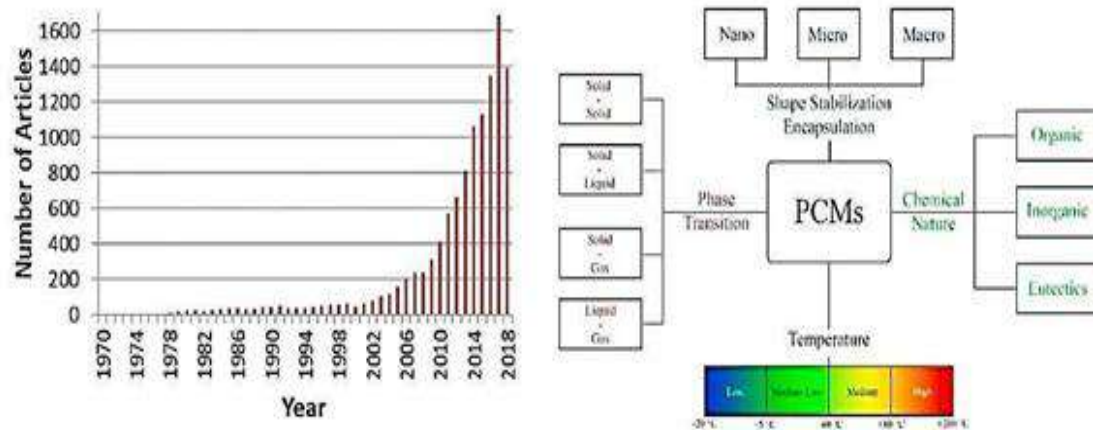 1600
1400
1200
1000
800
600
400
200
0
Number of Articles
1970
1974
1978
1982
1986
1990
1994
1998
2002
2006
2010
2014
2018
Year
Nano
Micro
Macro
Shape Stabilization
Encapsulation
Solid
Solid
Solid
Liquid
Solid
Gas
Liquid
Gas
Phase
Transition
PCMs
Chemical
Nature
Organic
Inorganic
Eutectics
Temperature
Low
Medium Low
Medium
High